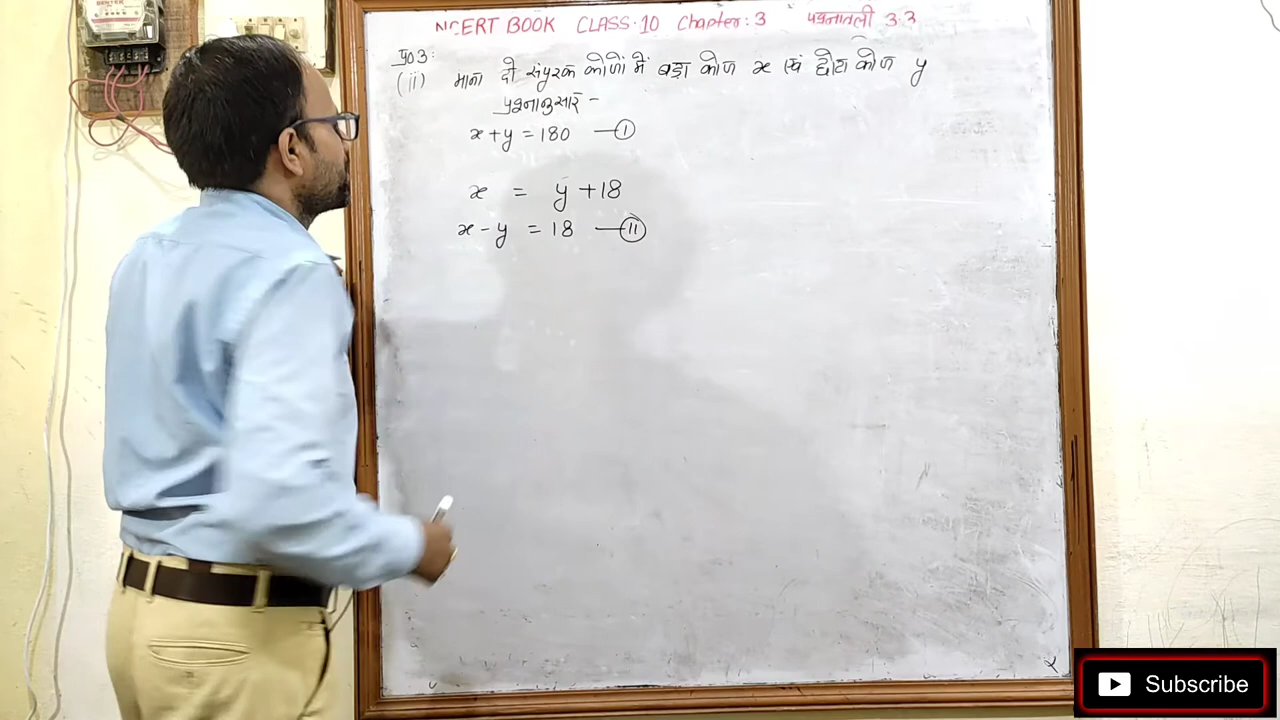 NCERT BOOK CLASS·10 Chapter: 3 प्रश्नावली 3.3
प्र03:
(ii) माना दो संपूरक कोणों में बड़ा कोण x एवं छोटा कोण y
प्रश्नानुसार -
x + y = 180 —①
x = y + 18
x - y = 18 —⑪
Subscribe